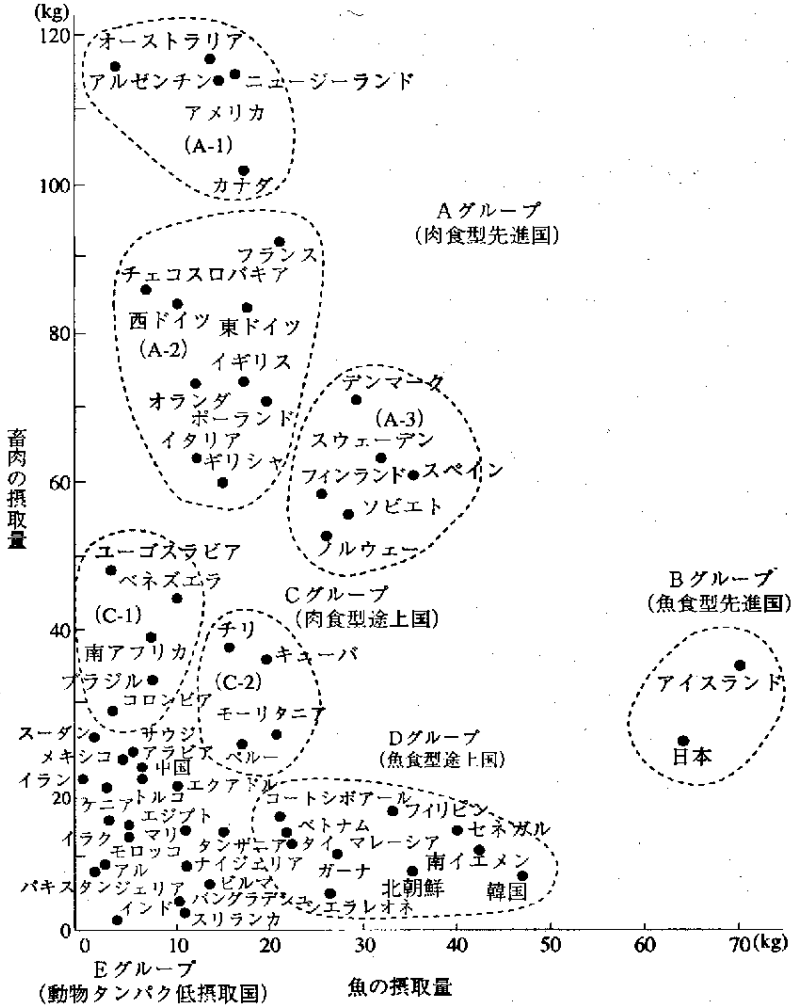 (kg)
120
オーストラリア
アルゼンチン
ニュージーランド
アメリカ
(A-1)
カナダ
100
Aグループ
(肉食型先進国)
フランス
チェコスロバキア
80
西ドイツ
東ドイツ
(A-2)
イギリス
オランダ
ポーランド
イタリア
ギリシャ
デンマーク
(A-3)
スウェーデン
フィンランド
スペイン
ソビエト
ノルウェー
畜肉の摂取量
60
ユーゴスラビア
ベネズエラ
(C-1)
南アフリカ
ブラジル
コロンビア
Cグループ
(肉食型途上国)
Bグループ
(魚食型先進国)
40
チリ
キューバ
(C-2)
モーリタニア
ペルー
アイスランド
日本
スーダン
サウジ
アラビア
メキシコ
中国
イラン
トルコ
エクアドル
Dグループ
(魚食型途上国)
20
ケニア
エジプト
イラク
マリ
タンザニア
モロッコ
ナイジェリア
アル
ジェリア
パキスタン
ビルマ
バングラデシュ
インド
スリランカ
コートジボアール
フィリピン
ベトナム
セネガル
タイ
マレーシア
南イエメン
ガーナ
北朝鮮
韓国
シエラレオネ
0
0
10
20
30
40
50
60
70
(kg)
Eグループ
(動物タンパク低摂取国)
魚の摂取量